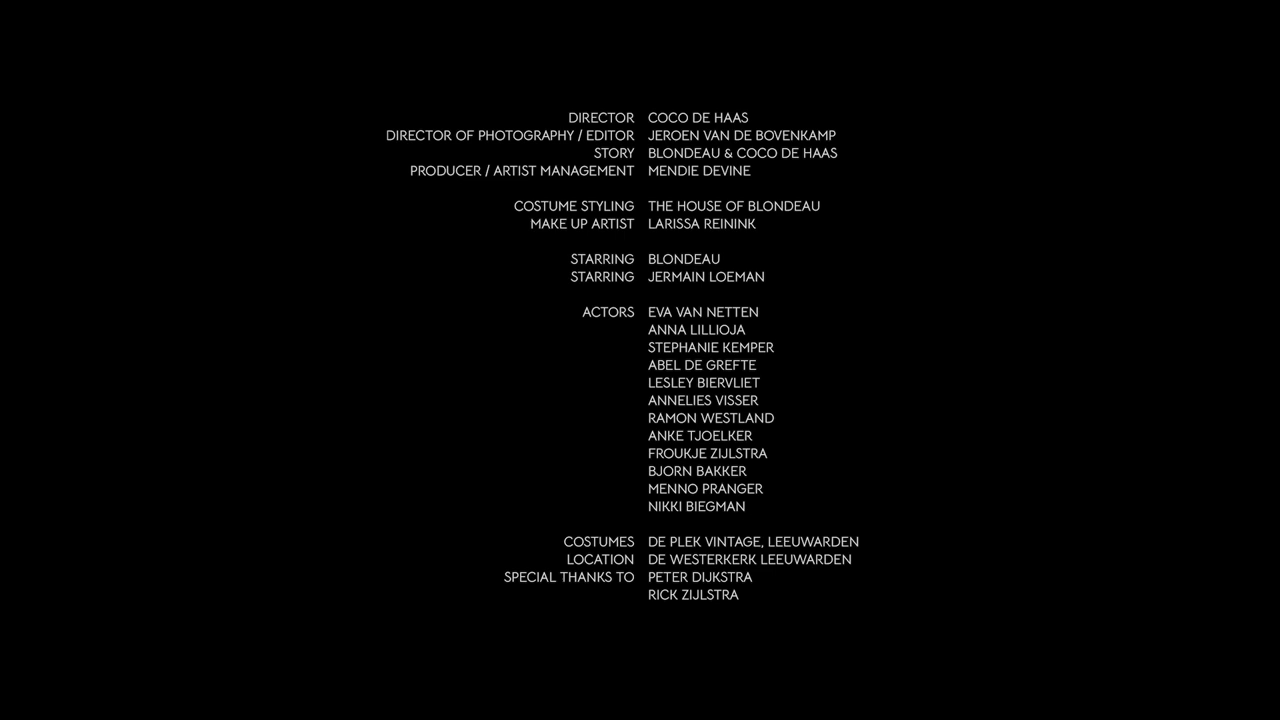 DIRECTOR COCO DE HAAS
DIRECTOR OF PHOTOGRAPHY / EDITOR JEROEN VAN DE BOVENKAMP
STORY BLONDEAU & COCO DE HAAS
PRODUCER / ARTIST MANAGEMENT MENDIE DEVINE
COSTUME STYLING THE HOUSE OF BLONDEAU
MAKE UP ARTIST LARISSA REININK
STARRING BLONDEAU
STARRING JERMAIN LOEMAN
ACTORS EVA VAN NETTEN
ANNA LILLIOJA
STEPHANIE KEMPER
ABEL DE GREFTE
LESLEY BIERVLIET
ANNELIES VISSER
RAMON WESTLAND
ANKE TJOELKER
FROUKJE ZIJLSTRA
BJORN BAKKER
MENNO PRANGER
NIKKI BIEGMAN
COSTUMES DE PLEK VINTAGE, LEEUWARDEN
LOCATION DE WESTERKERK LEEUWARDEN
SPECIAL THANKS TO PETER DIJKSTRA
RICK ZIJLSTRA